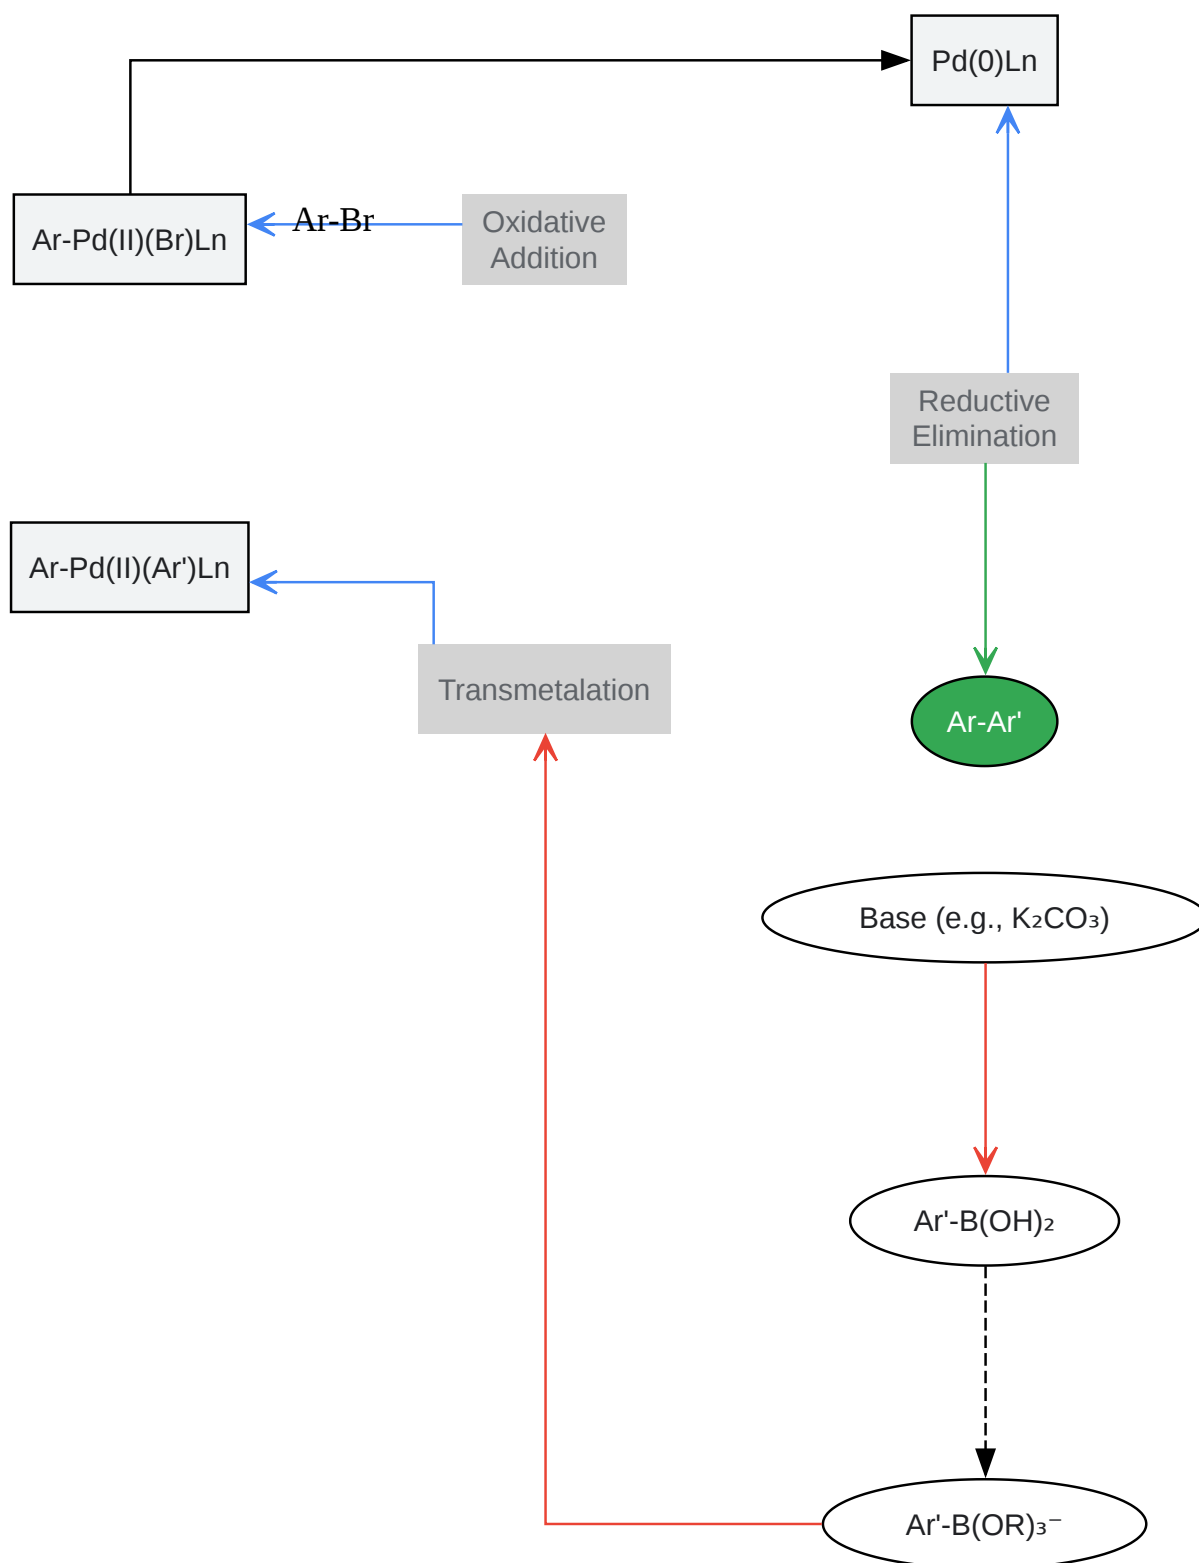 Pd(0)Ln
Ar-Pd(II)(Br)Ln
Ar-Br
Oxidative
Addition
Reductive
Elimination
Ar-Pd(II)(Ar')Ln
Transmetalation
Ar-Ar'
Base (e.g., K₂CO₃)
Ar'-B(OH)₂
Ar'-B(OR)₃⁻